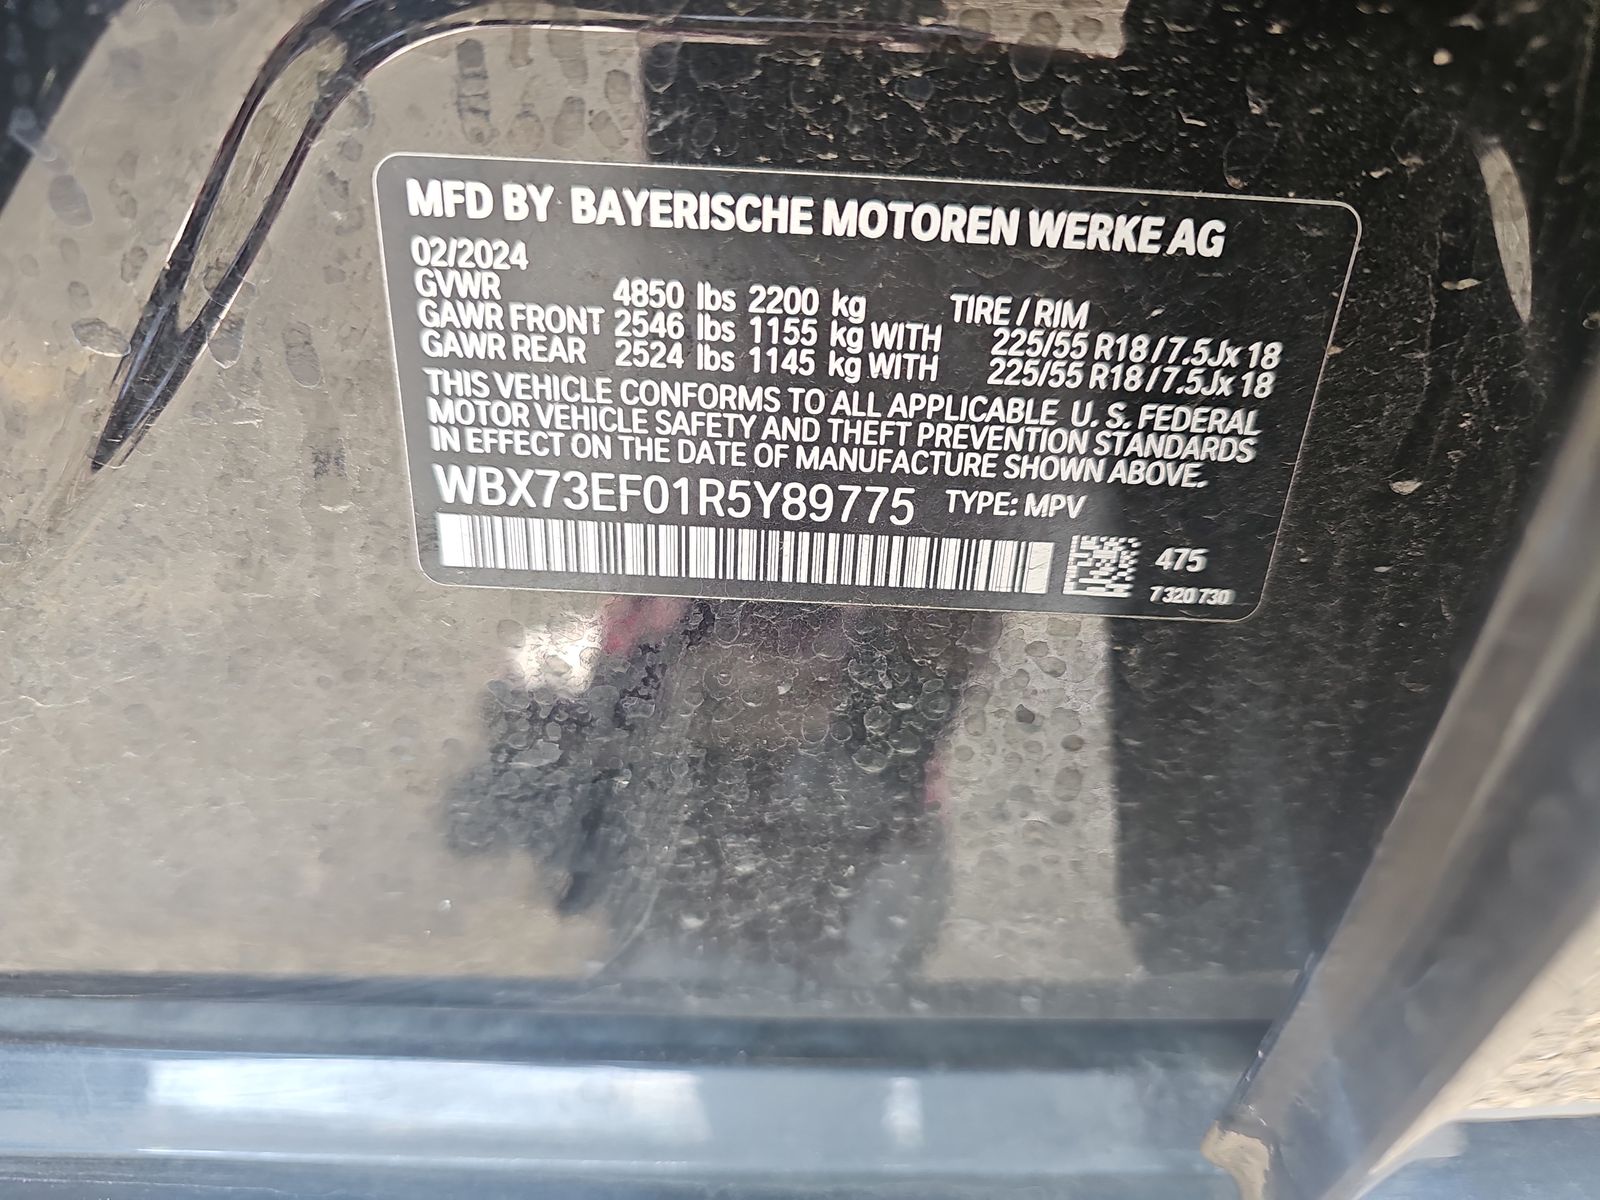 MFD BY BAYERISCHE MOTOREN WERKE AG
02/2024
GVWR 4850 lbs 2200 kg TIRE / RIM
GAWR FRONT 2546 lbs 1155 kg WITH 225/55 R18 / 7.5Jx 18
GAWR REAR 2524 lbs 1145 kg WITH 225/55 R18 / 7.5Jx 18
THIS VEHICLE CONFORMS TO ALL APPLICABLE U. S. FEDERAL
MOTOR VEHICLE SAFETY AND THEFT PREVENTION STANDARDS
IN EFFECT ON THE DATE OF MANUFACTURE SHOWN ABOVE.
WBX73EF01R5Y89775 TYPE: MPV
475
7 320 730